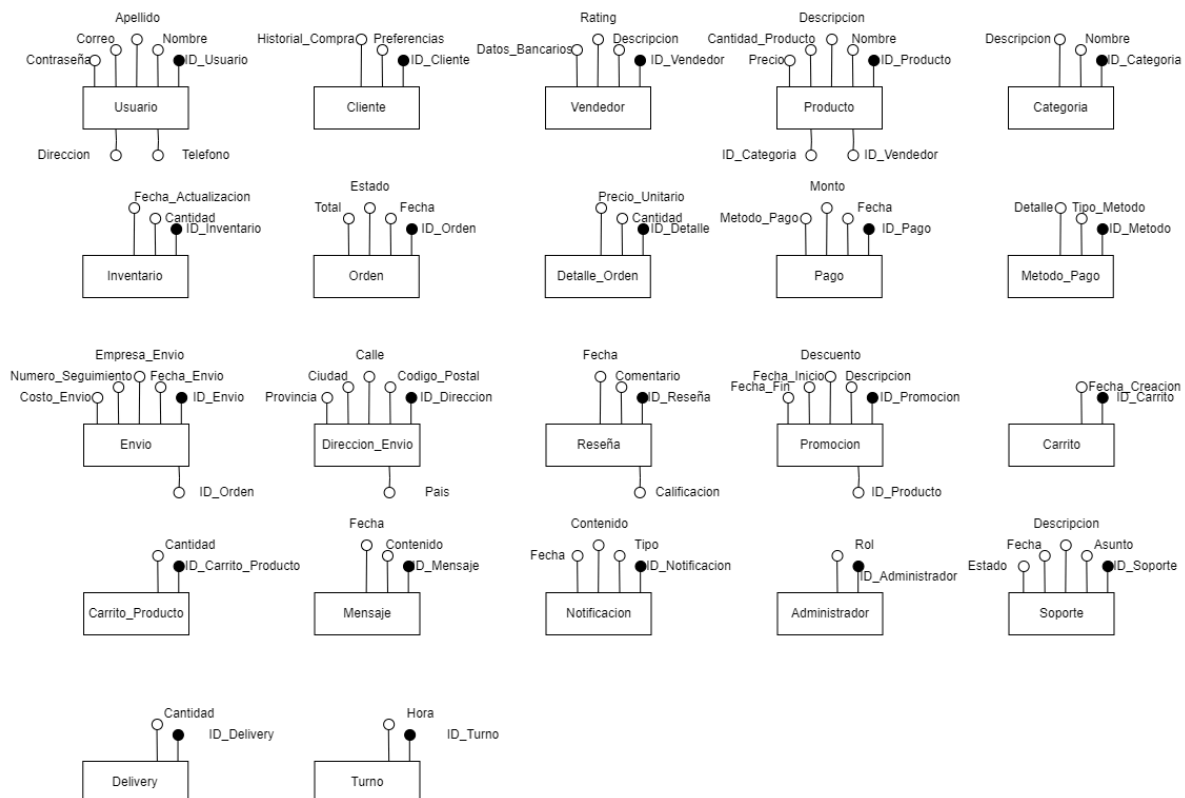 Apellido
Correo
Nombre
Contraseña
ID_Usuario
Usuario
Direccion
Telefono
Historial_Compra
Preferencias
ID_Cliente
Cliente
Rating
Datos_Bancarios
Descripcion
ID_Vendedor
Vendedor
Descripcion
Cantidad_Producto
Nombre
Precio
ID_Producto
Producto
ID_Categoria
ID_Vendedor
Descripcion
Nombre
ID_Categoria
Categoria
Fecha_Actualizacion
Cantidad
ID_Inventario
Inventario
Estado
Total
Fecha
ID_Orden
Orden
Precio_Unitario
Cantidad
ID_Detalle
Detalle_Orden
Monto
Metodo_Pago
Fecha
ID_Pago
Pago
Detalle
Tipo_Metodo
ID_Metodo
Metodo_Pago
Empresa_Envio
Numero_Seguimiento
Fecha_Envio
Costo_Envio
ID_Envio
Envio
ID_Orden
Calle
Ciudad
Codigo_Postal
Provincia
ID_Direccion
Direccion_Envio
Pais
Fecha
Comentario
ID_Reseña
Reseña
Calificacion
Descuento
Fecha_Inicio
Descripcion
Fecha_Fin
ID_Promocion
Promocion
ID_Producto
Fecha_Creacion
ID_Carrito
Carrito
Cantidad
ID_Carrito_Producto
Carrito_Producto
Fecha
Contenido
ID_Mensaje
Mensaje
Contenido
Fecha
Tipo
ID_Notificacion
Notificacion
Rol
ID_Administrador
Administrador
Descripcion
Fecha
Asunto
Estado
ID_Soporte
Soporte
Cantidad
ID_Delivery
Delivery
Hora
ID_Turno
Turno